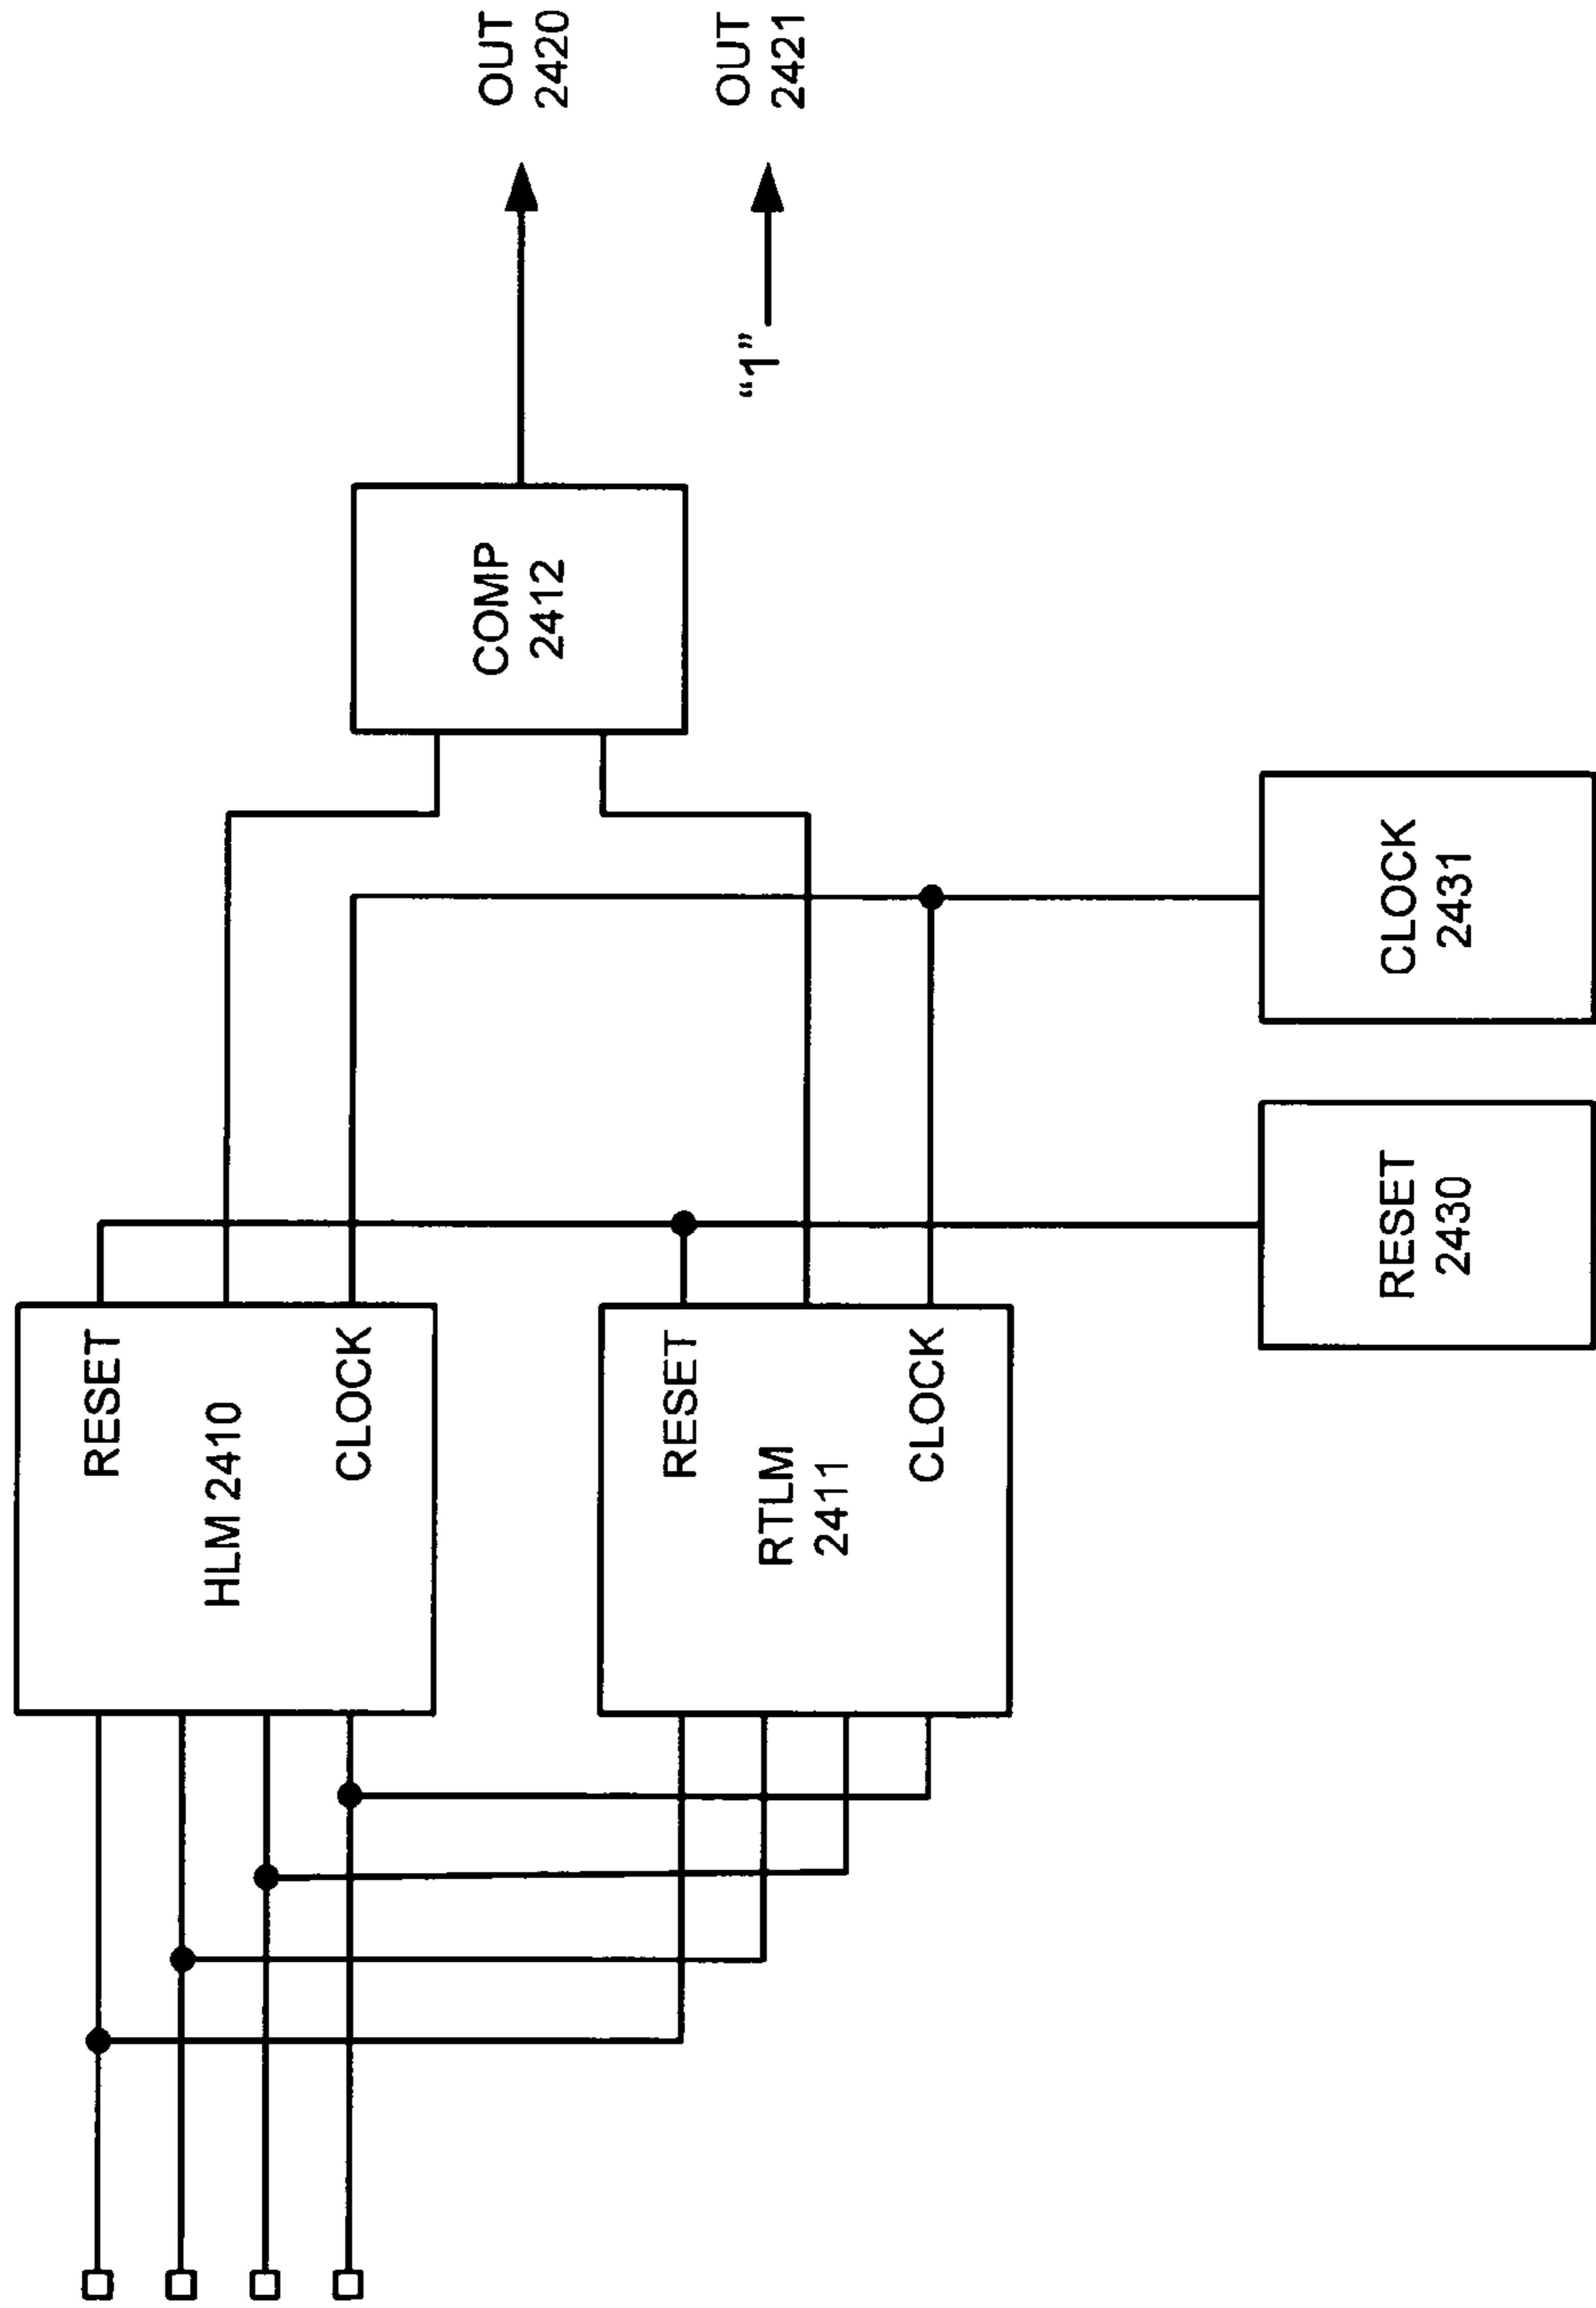 RESET
HLM 2410
CLOCK
RESET
RTLM
2411
CLOCK
COMP
2412
OUT
2420
"1"
OUT
2421
RESET
2430
CLOCK
2431